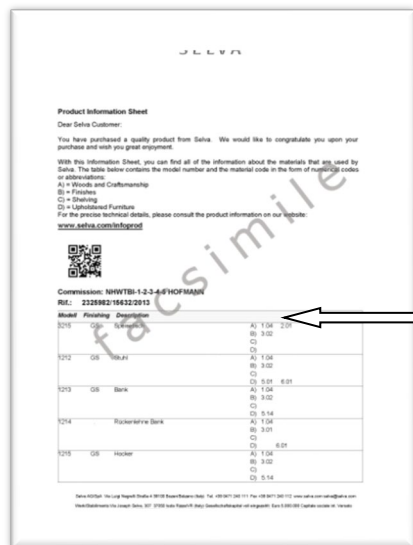 SELVA
Product Information Sheet
Dear Selva Customer:
You have purchased a quality product from Selva. We would like to congratulate you upon your
purchase and wish you great enjoyment.
With this Information Sheet, you can find all of the information about the materials that are used by
Selva. The table below contains the model number and the material code in the form of numerical codes
or abbreviations:
A) = Woods and Craftsmanship
B) = Finishes
C) = Shelving
D) = Upholstered Furniture
For the precise technical details, please consult the product information on our website:
www.selva.com/infoprod
facsimile
Commission: NHWTBI-1-2-3-4-8 HOFMANN
Rif.: 2325982/15632/2013
Modell Finishing Description
3215 GS A) 1.04 2.01
B) 3.02
C)
D)
1212 GS Stuhl A) 1.04
B) 3.02
C)
D) 5.01 6.01
1213 GS Bank A) 1.04
B) 3.02
C)
D) 5.14
1214 Rückenlehne Bank A) 1.04
B) 3.01
C)
D) 6.01
1215 GS Hocker A) 1.04
B) 3.02
C)
D) 5.14